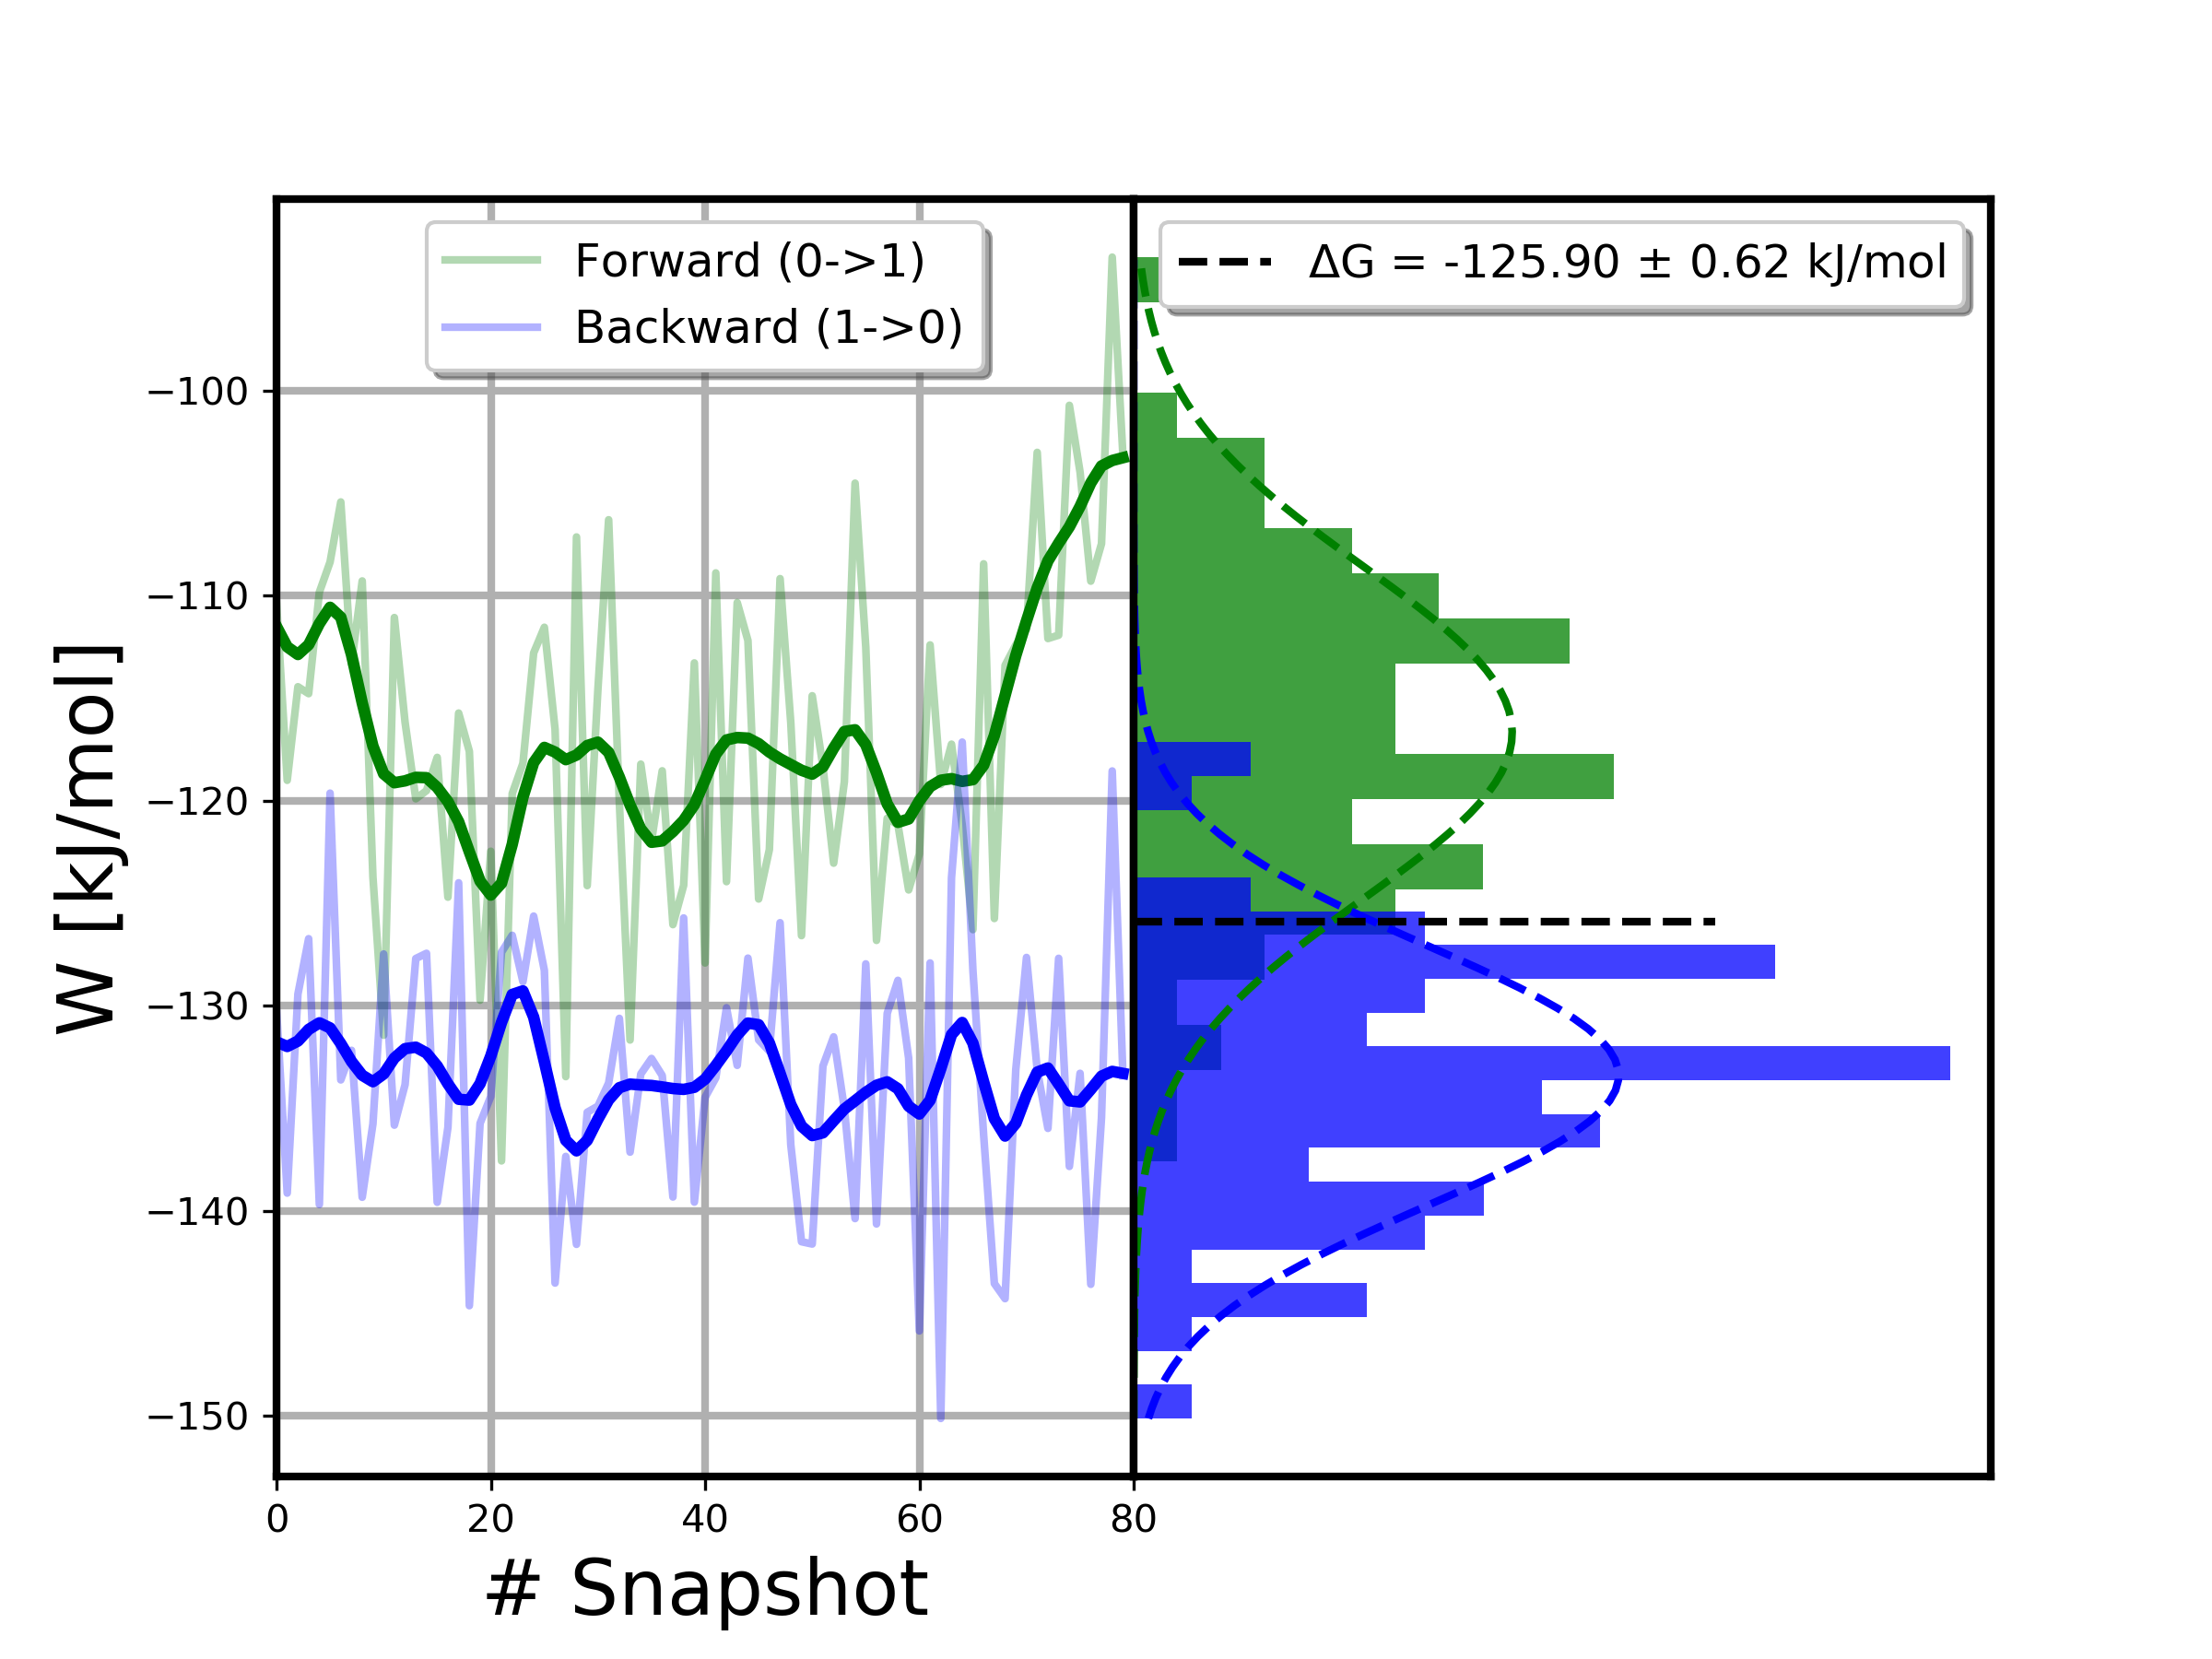 Forward (0->1)
Backward (1->0)
ΔG = -125.90 ± 0.62 kJ/mol
W [kJ/mol]
−100
−110
−120
−130
−140
−150
0 20 40 60 80
# Snapshot